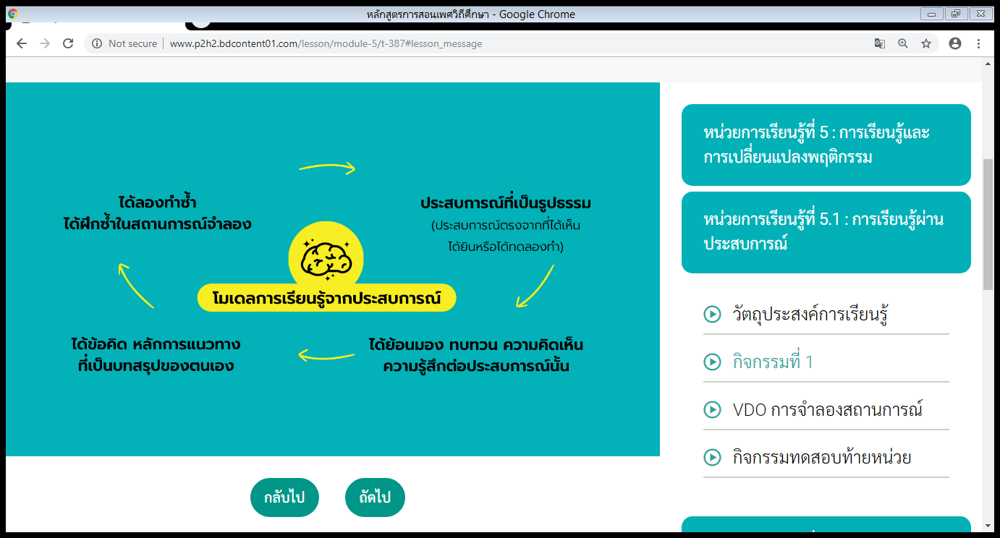 หลักสูตรการสอนเพศวิถีศึกษา - Google Chrome
Not secure | www.p2h2.bdcontent01.com/lesson/module-5/t-387#lesson_message
ได้ลองทำซ้ำ
ได้ฝึกซ้ำในสถานการณ์จำลอง
ประสบการณ์ที่เป็นรูปธรรม
(ประสบการณ์ตรงจากที่ได้เห็น
ได้ยินหรือได้ทดลองทำ)
โมเดลการเรียนรู้จากประสบการณ์
ได้ข้อคิด หลักการแนวทาง
ที่เป็นบทสรุปของตนเอง
ได้ย้อนมอง ทบทวน ความคิดเห็น
ความรู้สึกต่อประสบการณ์นั้น
กลับไป
ถัดไป
หน่วยการเรียนรู้ที่ 5 : การเรียนรู้และ
การเปลี่ยนแปลงพฤติกรรม
หน่วยการเรียนรู้ที่ 5.1 : การเรียนรู้ผ่าน
ประสบการณ์
วัตถุประสงค์การเรียนรู้
กิจกรรมที่ 1
VDO การจำลองสถานการณ์
กิจกรรมทดสอบท้ายหน่วย